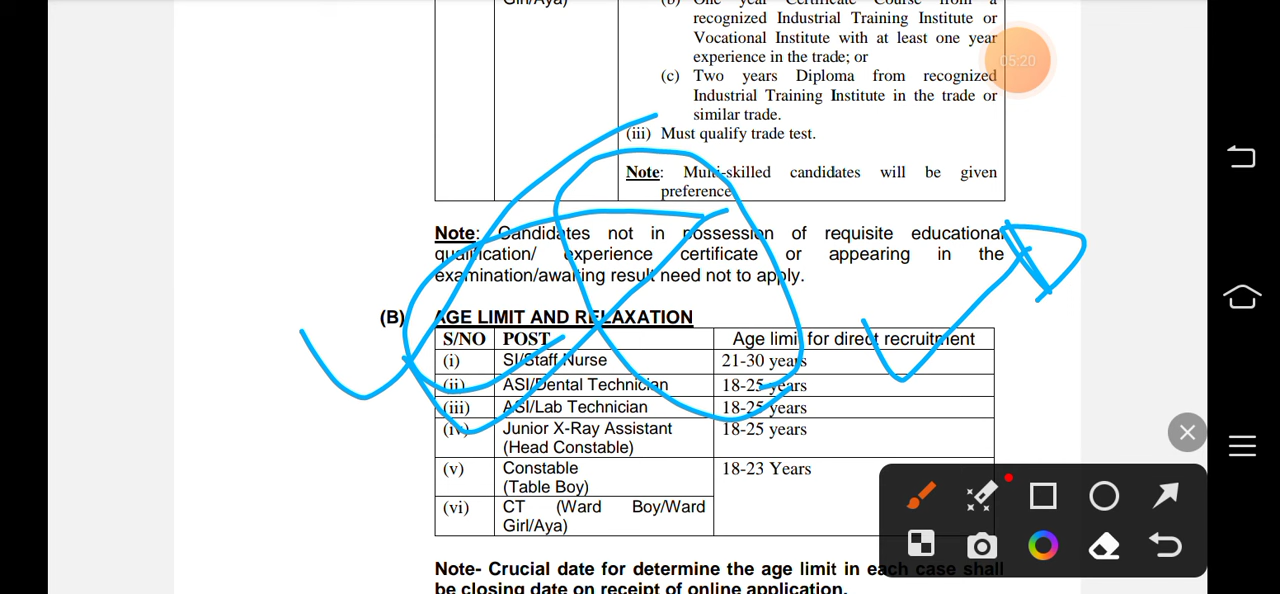 Girl/Aya)
(b) One year Certificate Course from a
recognized Industrial Training Institute or
Vocational Institute with at least one year
experience in the trade; or
(c) Two years Diploma from recognized
Industrial Training Institute in the trade or
similar trade.
(iii) Must qualify trade test.
Note: Multi-skilled candidates will be given
preference
05:20
Note: Candidates not in possession of requisite educational
qualification/ experience certificate or appearing in the
examination/awaiting result need not to apply.
(B) AGE LIMIT AND RELAXATION
S/NO POST Age limit for direct recruitment
(i) SI/Staff Nurse 21-30 years
(ii) ASI/Dental Technician 18-25 years
(iii) ASI/Lab Technician 18-25 years
(iv) Junior X-Ray Assistant 18-25 years
(Head Constable)
(v) Constable 18-23 Years
(Table Boy)
(vi) CT (Ward Boy/Ward
Girl/Aya)
Note- Crucial date for determine the age limit in each case shall
be closing date on receipt of online application.